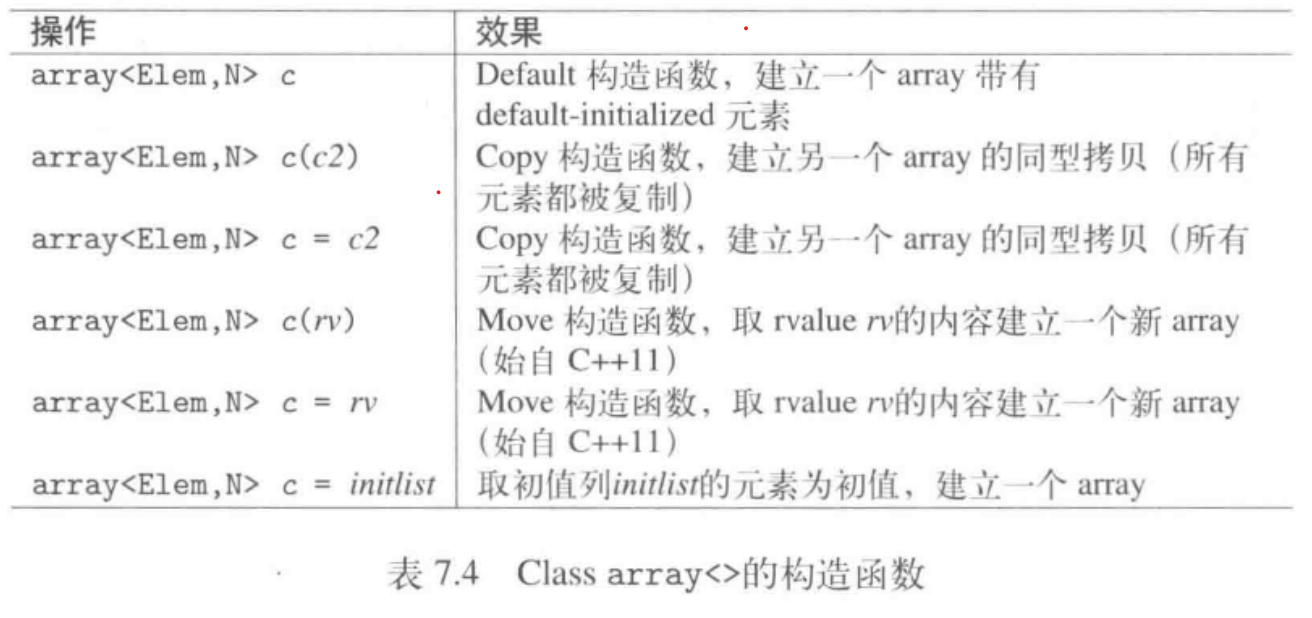 操作 效果
array<Elem,N> c Default 构造函数，建立一个 array 带有
default-initialized 元素
array<Elem,N> c(c2) Copy 构造函数，建立另一个 array 的同型拷贝（所有
元素都被复制）
array<Elem,N> c = c2 Copy 构造函数，建立另一个 array 的同型拷贝（所有
元素都被复制）
array<Elem,N> c(rv) Move 构造函数，取 rvalue rv的内容建立一个新 array
（始自 C++11）
array<Elem,N> c = rv Move 构造函数，取 rvalue rv的内容建立一个新 array
（始自 C++11）
array<Elem,N> c = initlist 取初值列initlist的元素为初值，建立一个 array
表 7.4 Class array<>的构造函数